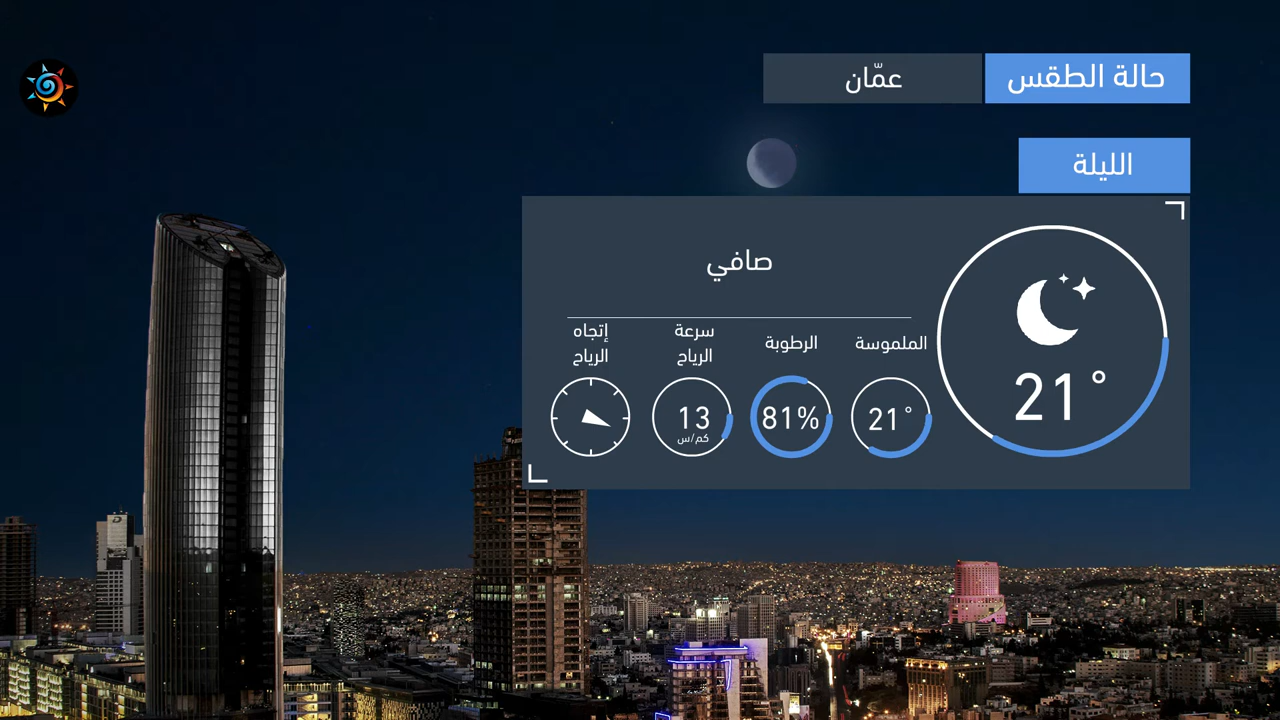 حالة الطقس
عمّان
الليلة
صافي
21°
الملموسة
21°
الرطوبة
81%
سرعة
الرياح
13
كم/س
إتجاه
الرياح